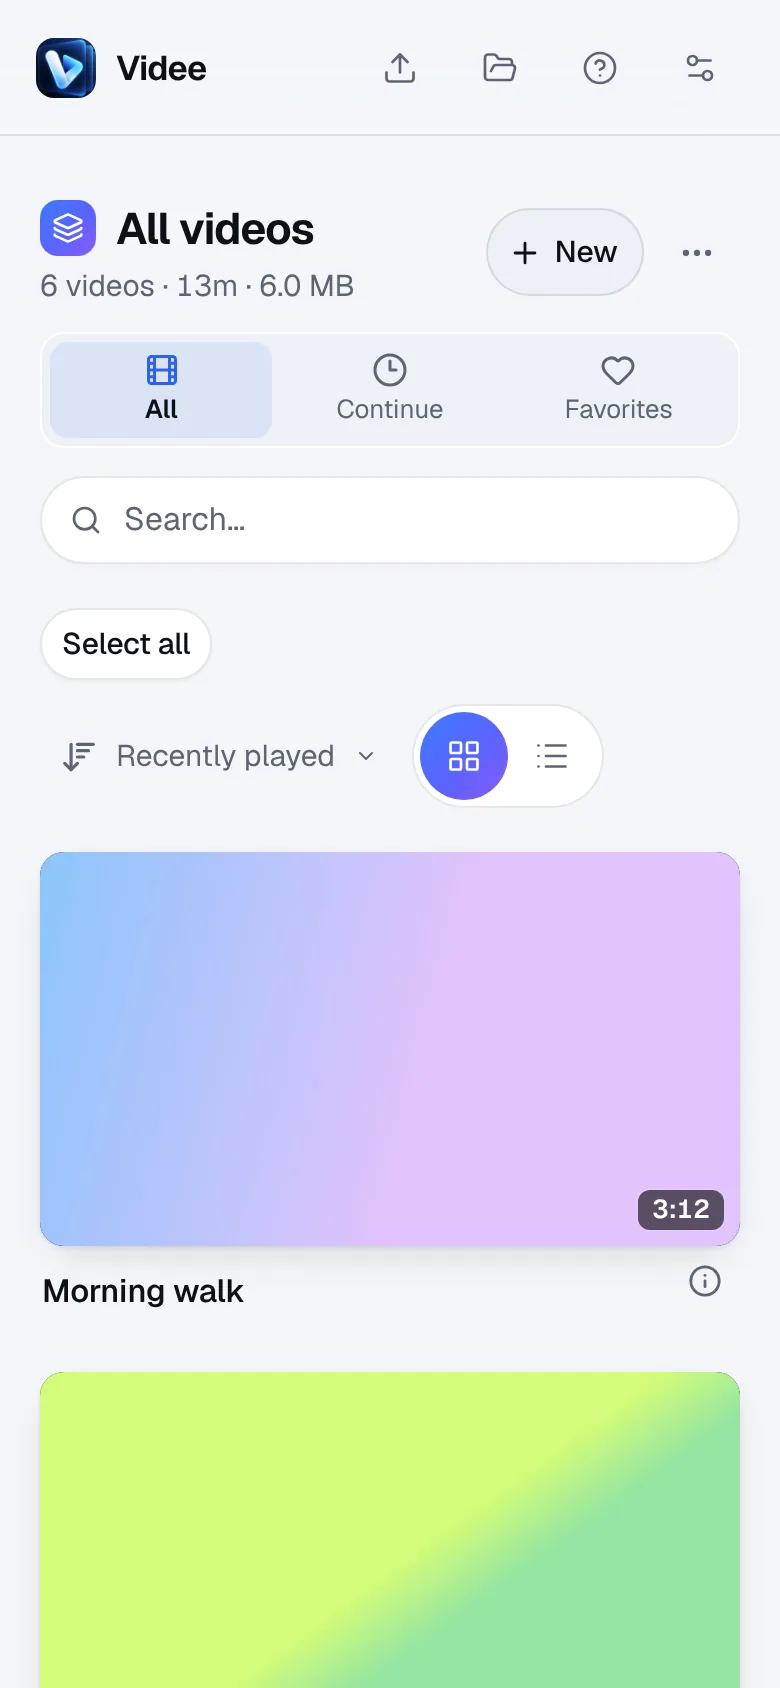 Videe
All videos
6 videos · 13m · 6.0 MB
New
All
Continue
Favorites
Search...
Select all
Recently played
3:12
Morning walk